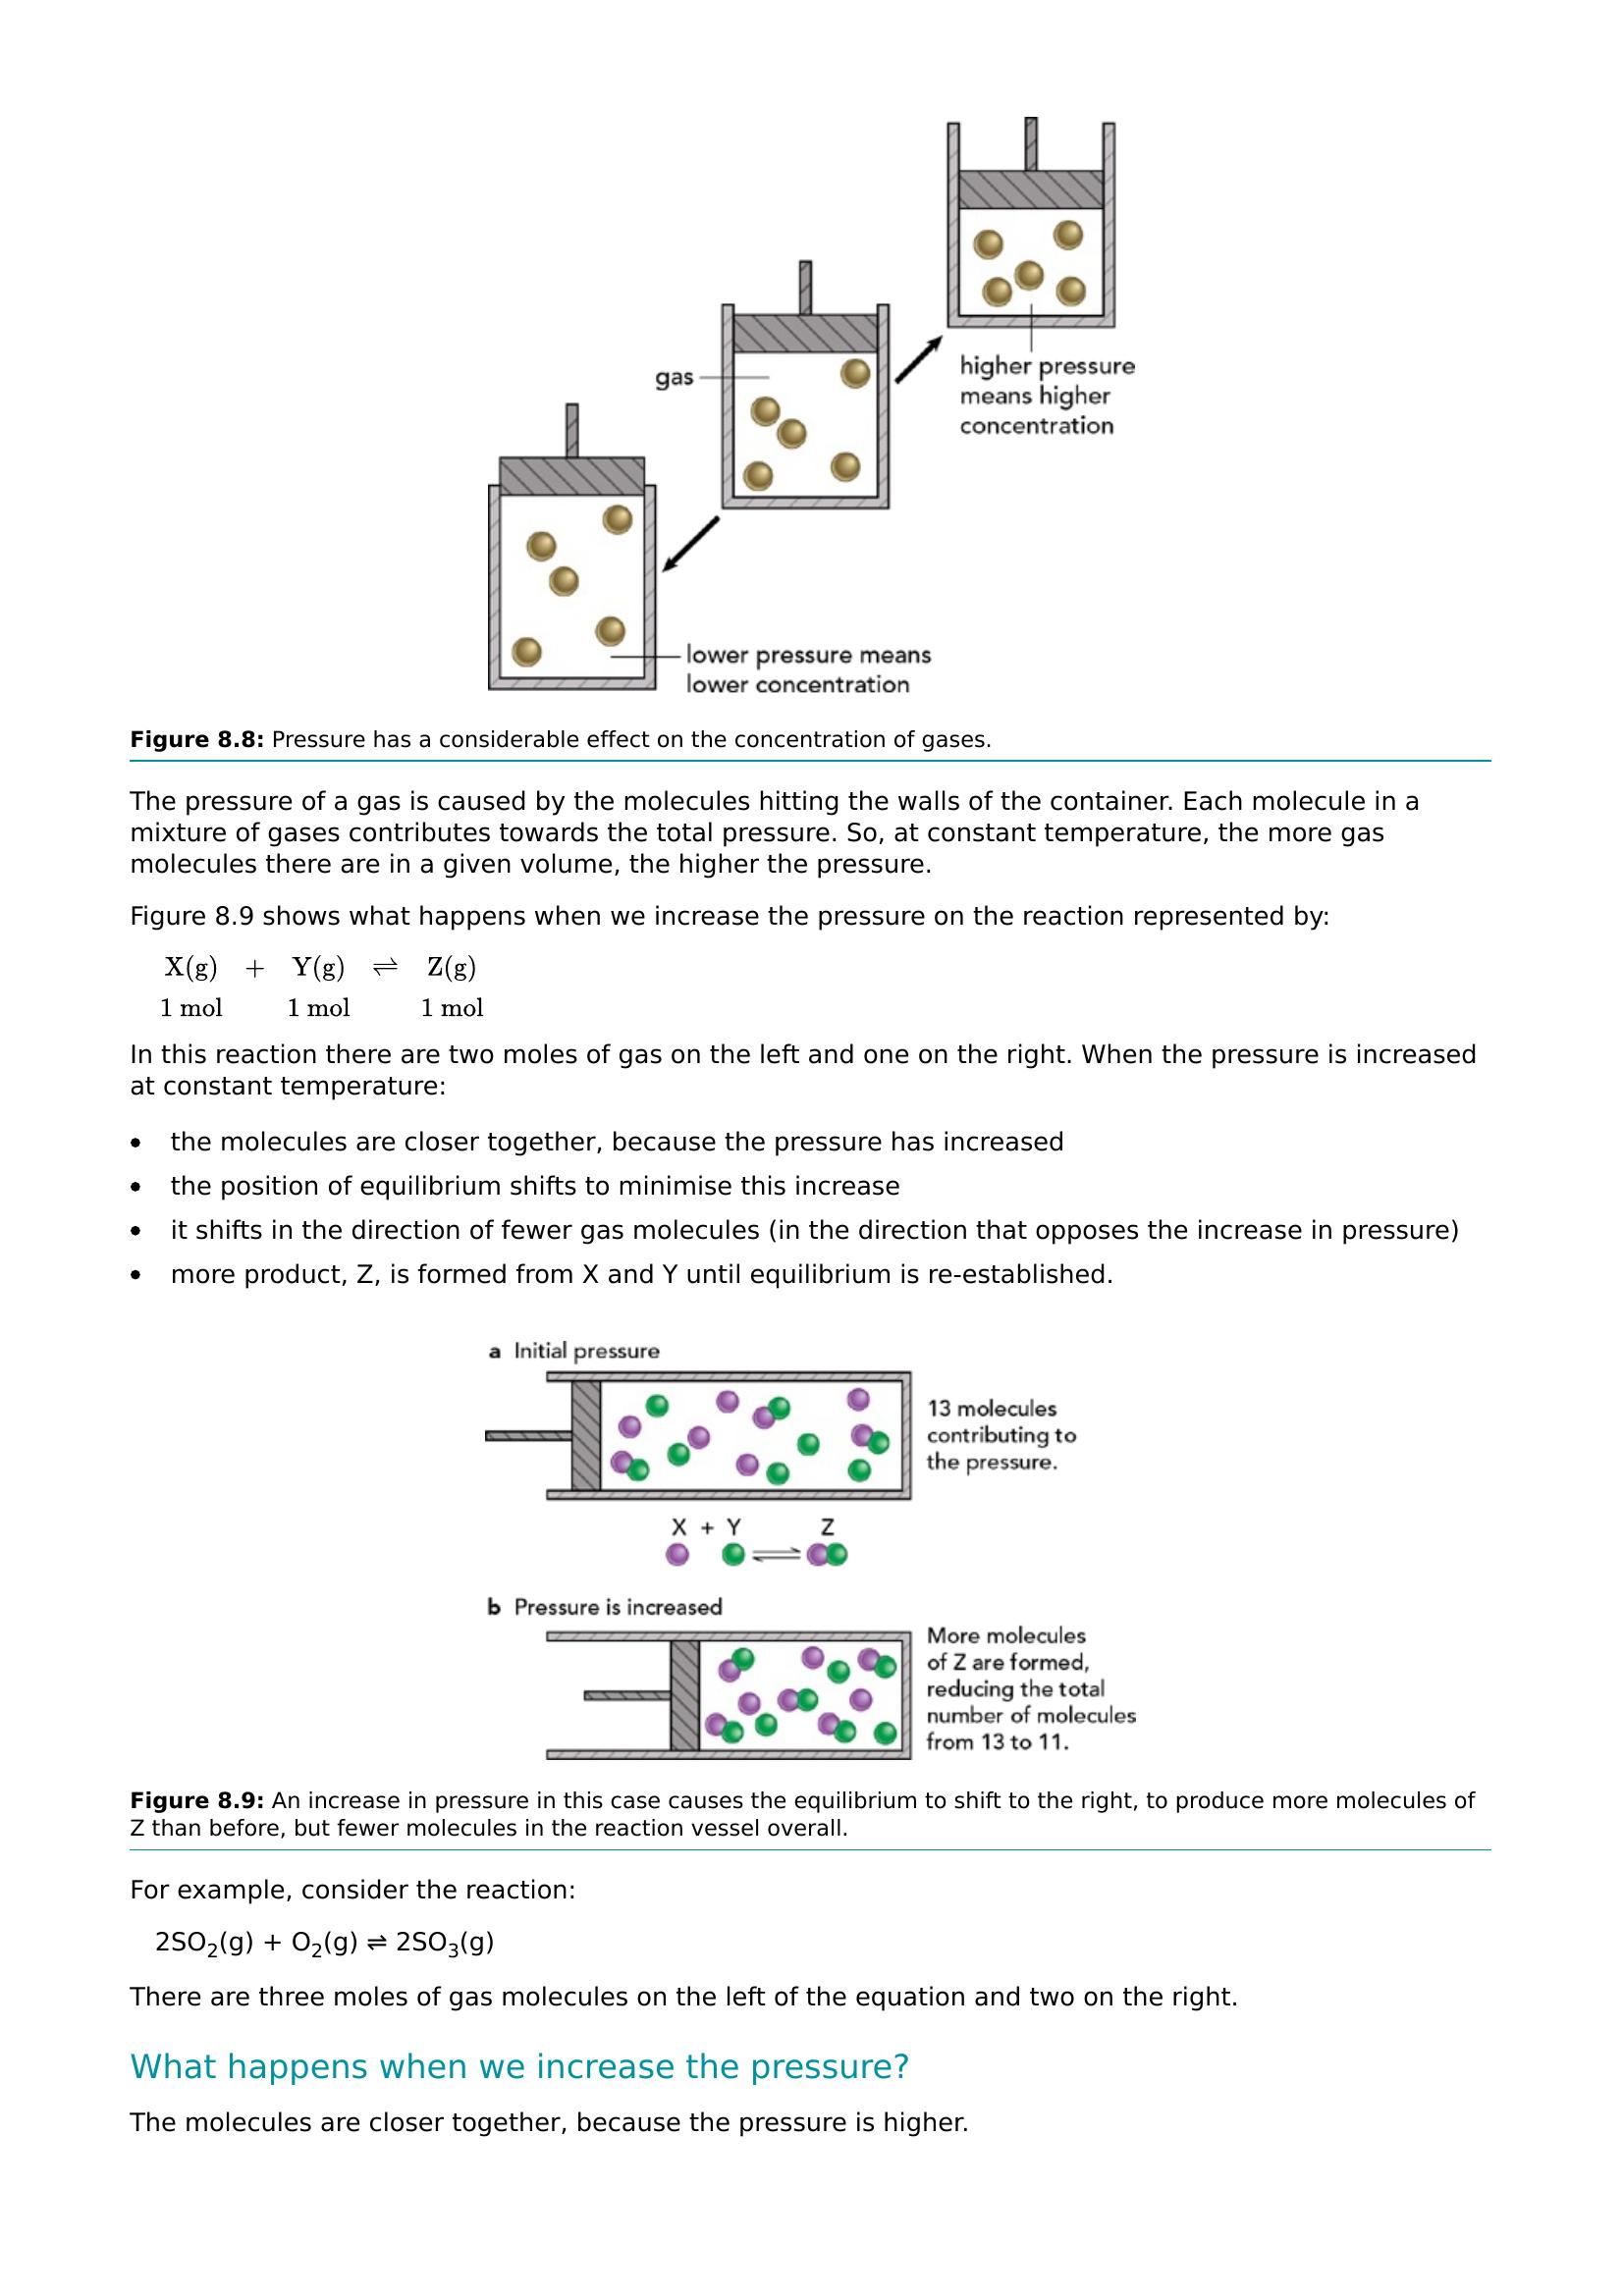 gas
higher pressure
means higher
concentration
lower pressure means
lower concentration
Figure 8.8: Pressure has a considerable effect on the concentration of gases.
The pressure of a gas is caused by the molecules hitting the walls of the container. Each molecule in a
mixture of gases contributes towards the total pressure. So, at constant temperature, the more gas
molecules there are in a given volume, the higher the pressure.
Figure 8.9 shows what happens when we increase the pressure on the reaction represented by:
X(g) + Y(g) ⇌ Z(g)
1 mol 1 mol 1 mol
In this reaction there are two moles of gas on the left and one on the right. When the pressure is increased
at constant temperature:
• the molecules are closer together, because the pressure has increased
• the position of equilibrium shifts to minimise this increase
• it shifts in the direction of fewer gas molecules (in the direction that opposes the increase in pressure)
• more product, Z, is formed from X and Y until equilibrium is re-established.
a Initial pressure
13 molecules
contributing to
the pressure.
X + Y ⇌ Z
b Pressure is increased
More molecules
of Z are formed,
reducing the total
number of molecules
from 13 to 11.
Figure 8.9: An increase in pressure in this case causes the equilibrium to shift to the right, to produce more molecules of
Z than before, but fewer molecules in the reaction vessel overall.
For example, consider the reaction:
2SO₂(g) + O₂(g) ⇌ 2SO₃(g)
There are three moles of gas molecules on the left of the equation and two on the right.
What happens when we increase the pressure?
The molecules are closer together, because the pressure is higher.